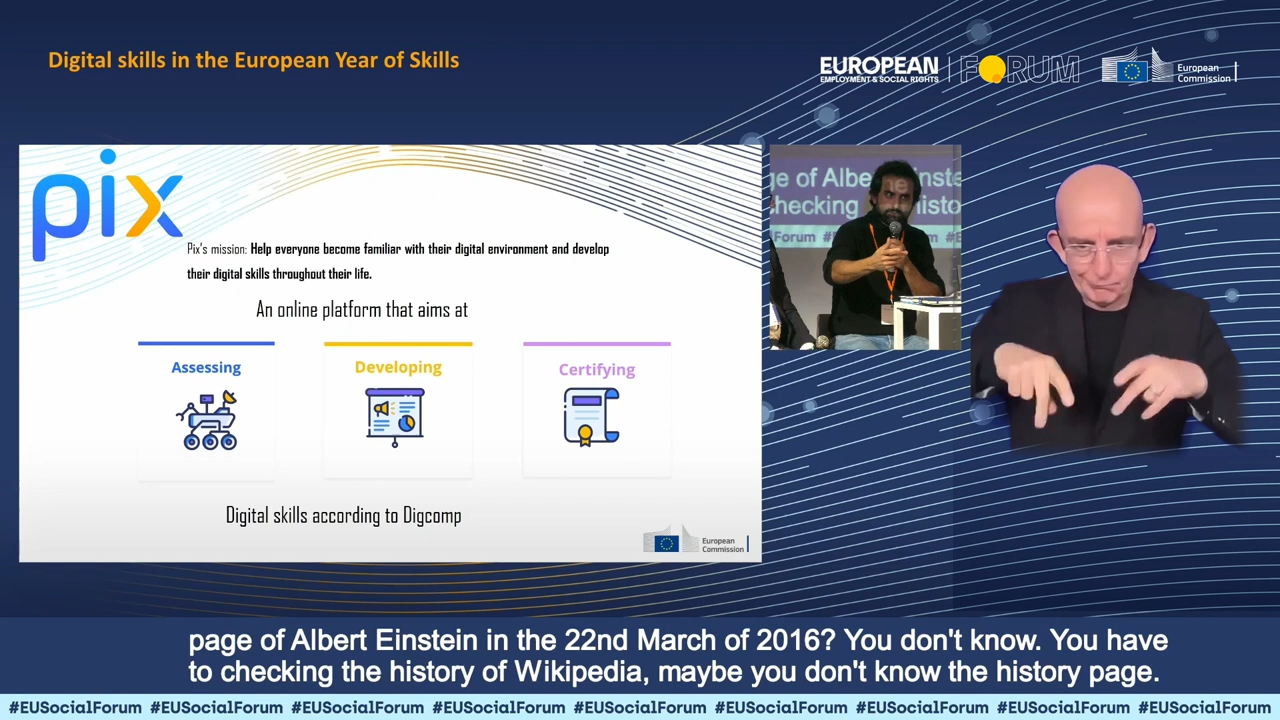 Digital skills in the European Year of Skills
EUROPEAN
EMPLOYMENT & SOCIAL RIGHTS
FORUM
European
Commission
pix
Pix's mission: Help everyone become familiar with their digital environment and develop
their digital skills throughout their life.
An online platform that aims at
Assessing
Developing
Certifying
Digital skills according to Digcomp
European
Commission
ge of Albe
Einste
checking
histo
page of Albert Einstein in the 22nd March of 2016? You don't know. You have
to checking the history of Wikipedia, maybe you don't know the history page.
#EUSocialForum #EUSocialForum #EUSocialForum #EUSocialForum #EUSocialForum #EUSocialForum #EUSocialForum #EUSocialForum #EUSocialForum